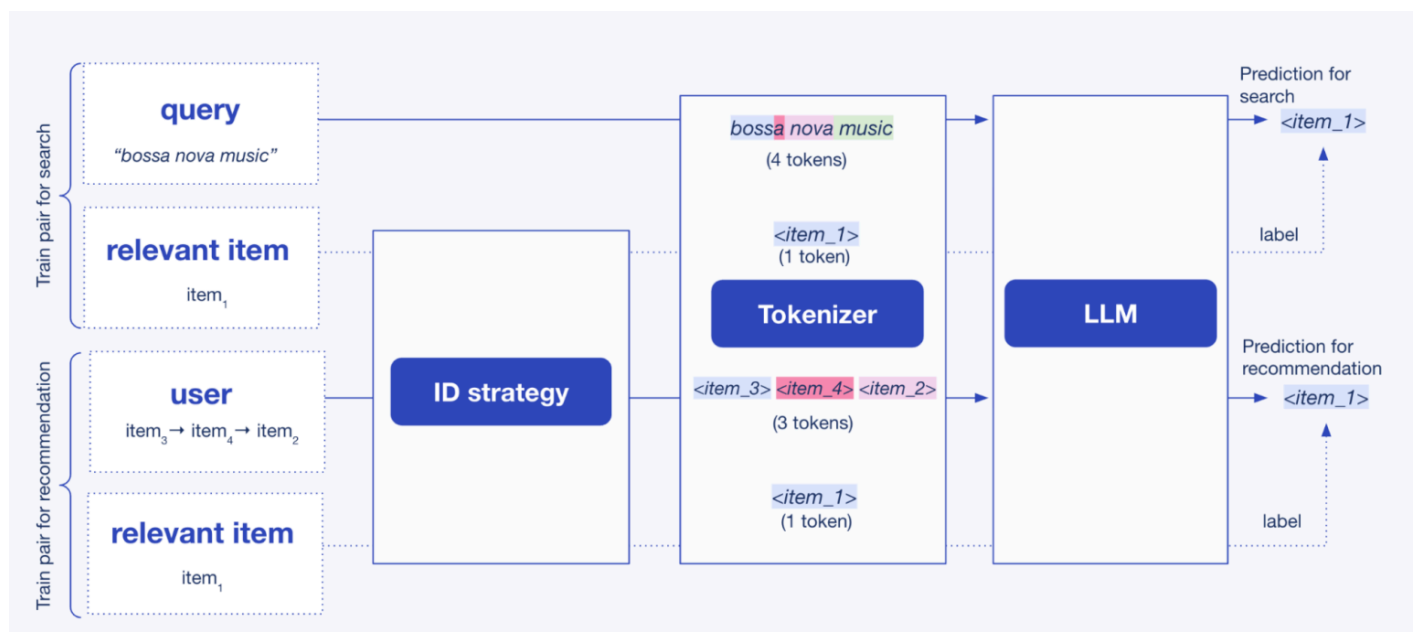 Train pair for search
query
“bossa nova music”
relevant item
item₁
Train pair for recommendation
user
item₃→ item₄→ item₂
relevant item
item₁
ID strategy
bossa nova music
(4 tokens)
<item_1>
(1 token)
Tokenizer
<item_3> <item_4> <item_2>
(3 tokens)
<item_1>
(1 token)
LLM
Prediction for
search
<item_1>
label
Prediction for
recommendation
<item_1>
label